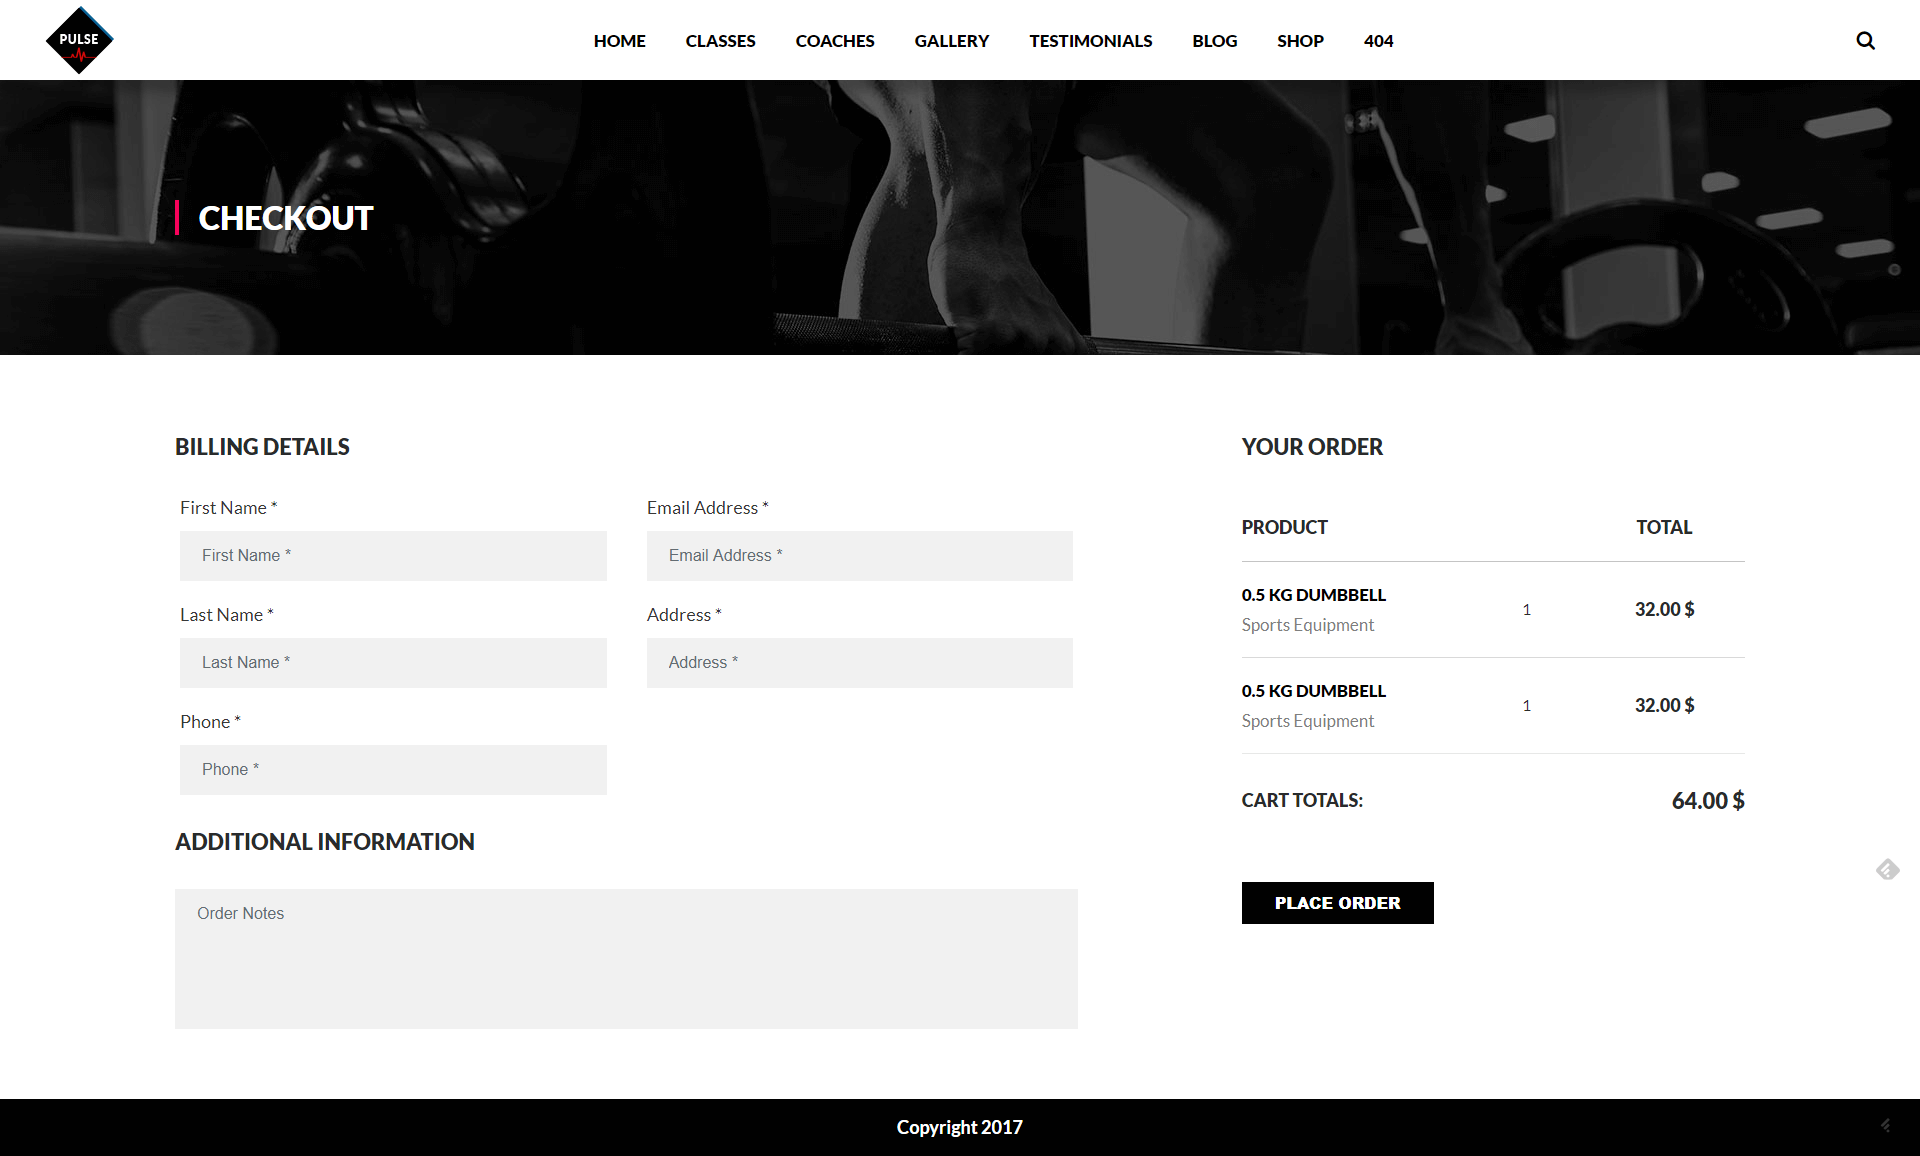 PULSE
HOME CLASSES COACHES GALLERY TESTIMONIALS BLOG SHOP 404
CHECKOUT
BILLING DETAILS
First Name *
Email Address *
First Name *
Email Address *
Last Name *
Address *
Last Name *
Address *
Phone *
Phone *
ADDITIONAL INFORMATION
Order Notes
YOUR ORDER
PRODUCT TOTAL
0.5 KG DUMBBELL
Sports Equipment
1
32.00 $
0.5 KG DUMBBELL
Sports Equipment
1
32.00 $
CART TOTALS: 64.00 $
PLACE ORDER
Copyright 2017